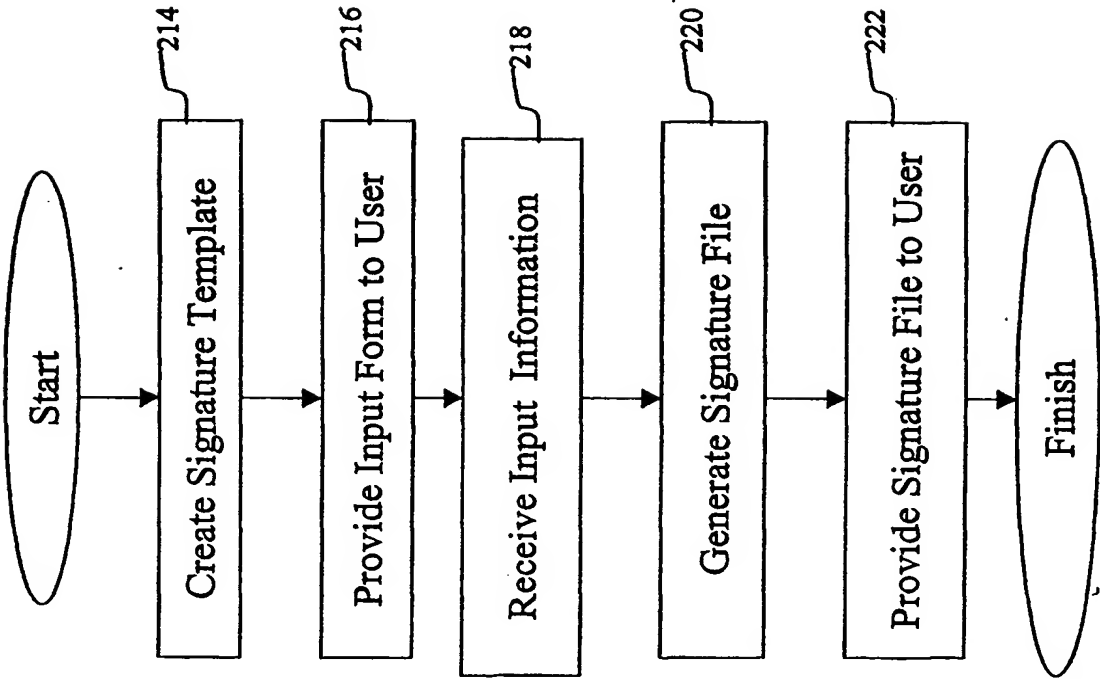 Start
Create Signature Template
214
Provide Input Form to User
216
Receive Input Information
218
Generate Signature File
220
Provide Signature File to User
222
Finish